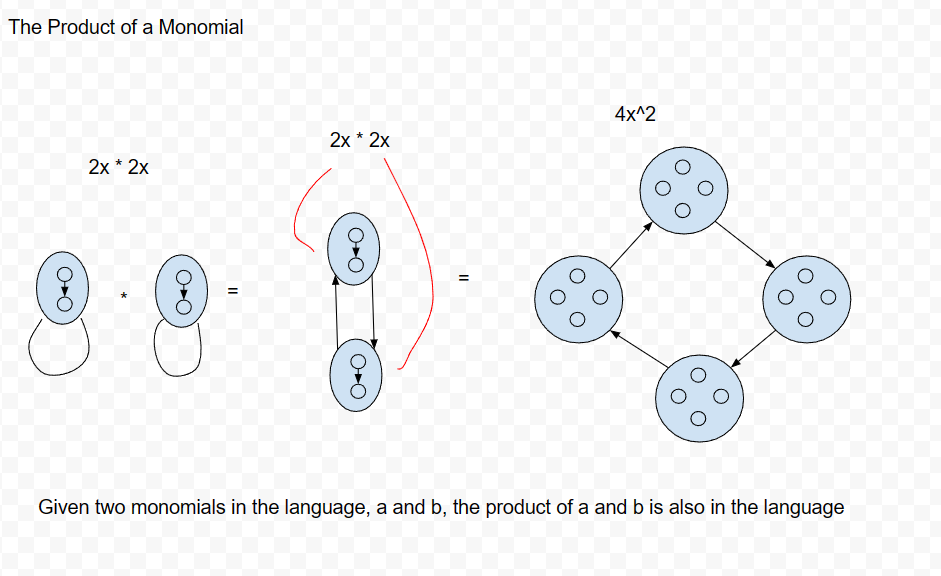 The Product of a Monomial
4x^2
2x * 2x
2x * 2x
* = =
Given two monomials in the language, a and b, the product of a and b is also in the language